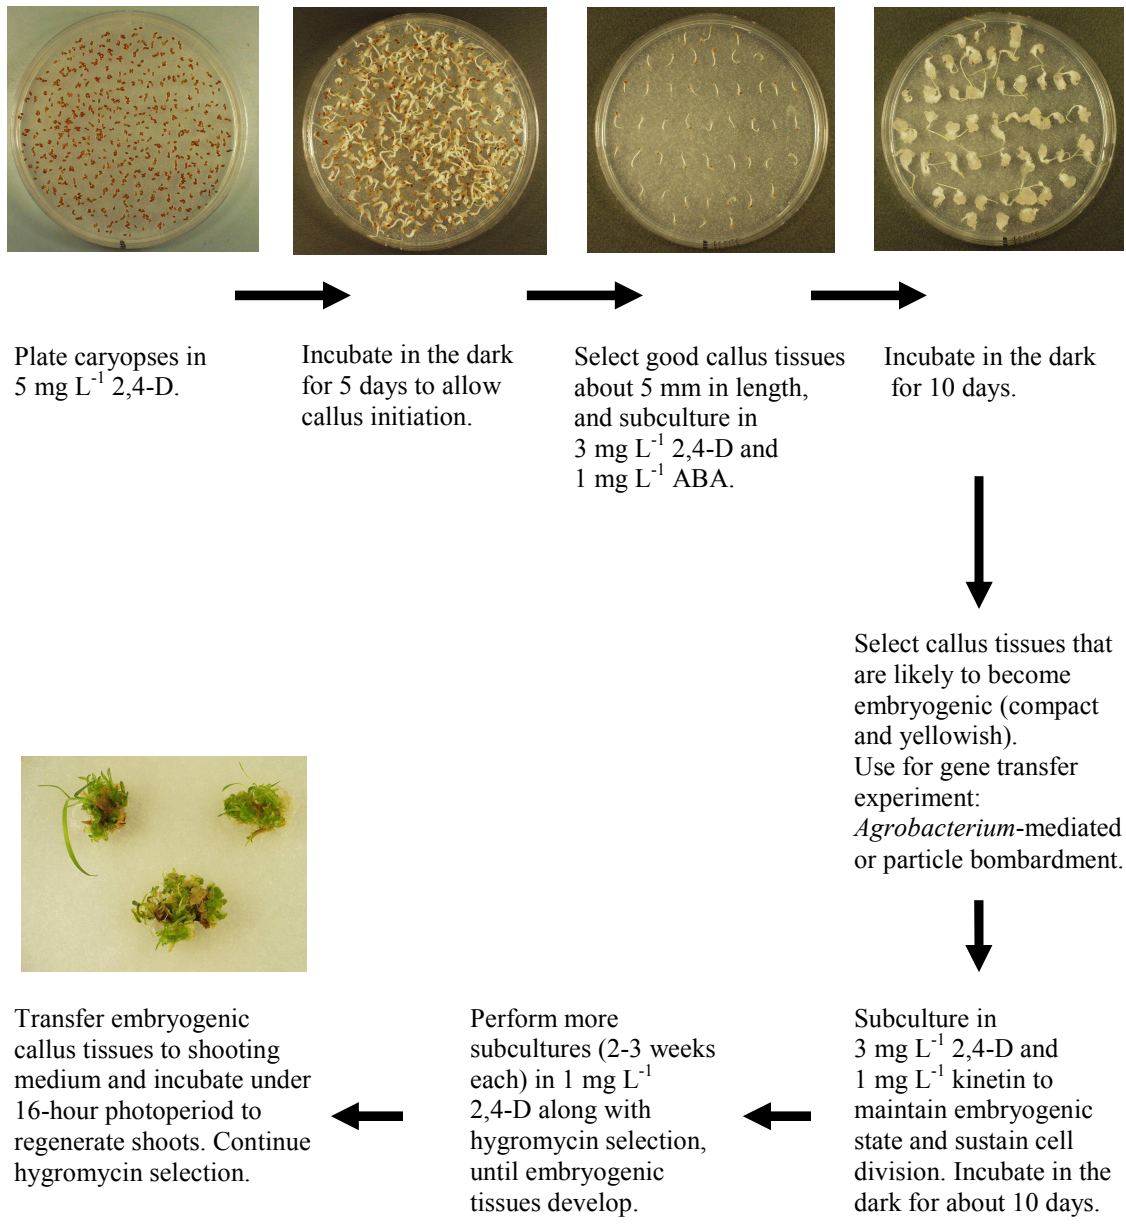 Plate caryopses in
5 mg L⁻¹ 2,4-D.
Incubate in the dark
for 5 days to allow
callus initiation.
Select good callus tissues
about 5 mm in length,
and subculture in
3 mg L⁻¹ 2,4-D and
1 mg L⁻¹ ABA.
Incubate in the dark
for 10 days.
Select callus tissues that
are likely to become
embryogenic (compact
and yellowish).
Use for gene transfer
experiment:
Agrobacterium-mediated
or particle bombardment.
Subculture in
3 mg L⁻¹ 2,4-D and
1 mg L⁻¹ kinetin to
maintain embryogenic
state and sustain cell
division. Incubate in the
dark for about 10 days.
Perform more
subcultures (2-3 weeks
each) in 1 mg L⁻¹
2,4-D along with
hygromycin selection,
until embryogenic
tissues develop.
Transfer embryogenic
callus tissues to shooting
medium and incubate under
16-hour photoperiod to
regenerate shoots. Continue
hygromycin selection.